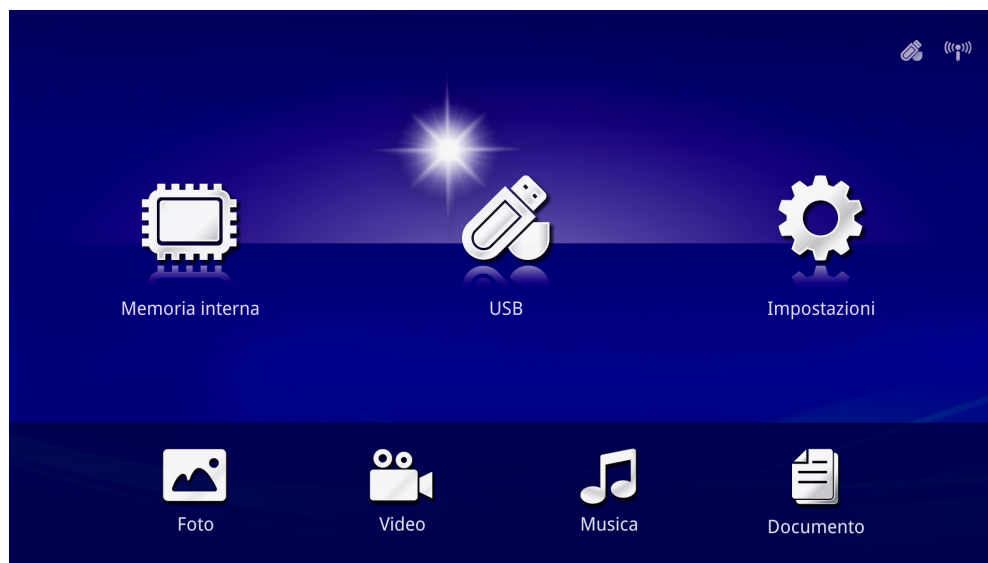 Memoria interna
USB
Impostazioni
Foto
Video
Musica
Documento